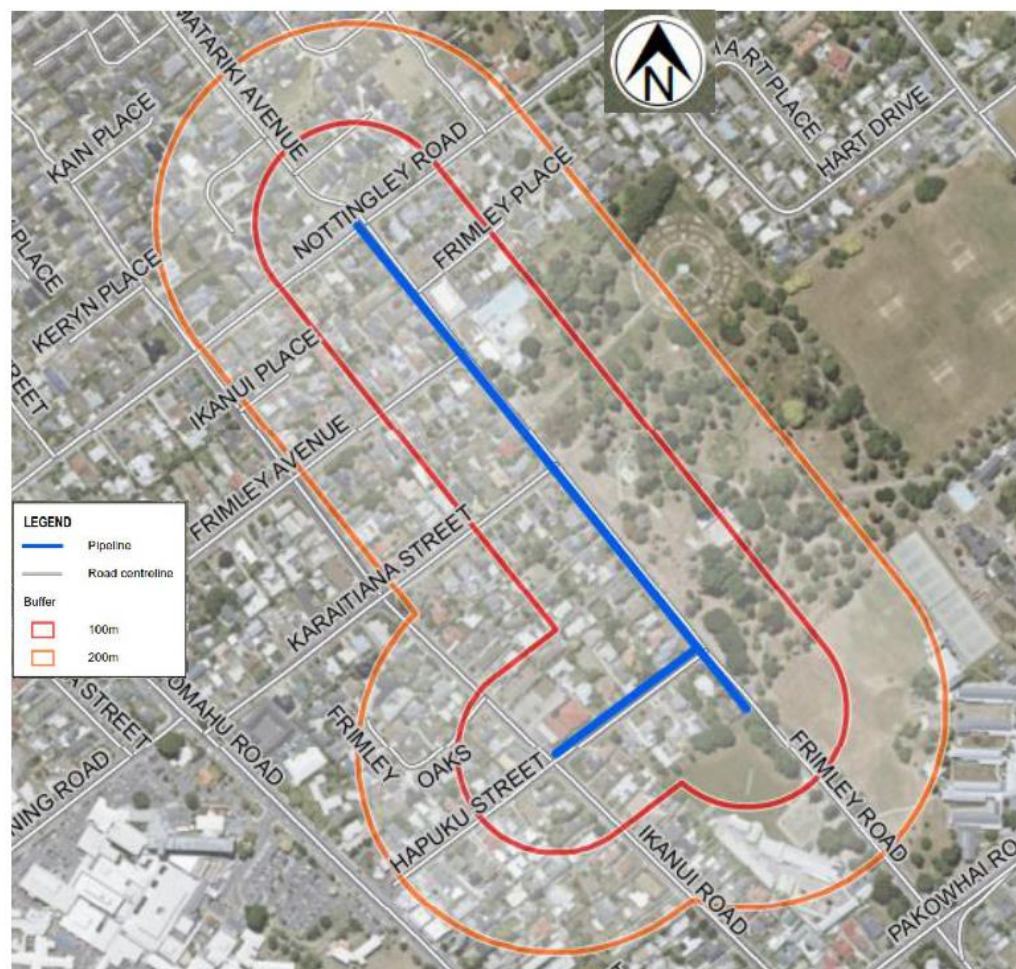 MATARIKI AVENUE
N
HART PLACE
HART DRIVE
KAIN PLACE
NOTTINGLEY ROAD
FRIMLEY PLACE
PLACE
KERYN PLACE
STREET
IKANUI PLACE
FRIMLEY AVENUE
LEGEND
Pipeline
Road centreline
Buffer
100m
200m
KARAITIANA STREET
A STREET
OMAHU ROAD
FRIMLEY
OAKS
NING ROAD
HAPUKU STREET
IKANUI ROAD
FRIMLEY ROAD
PAKOWHAI RO